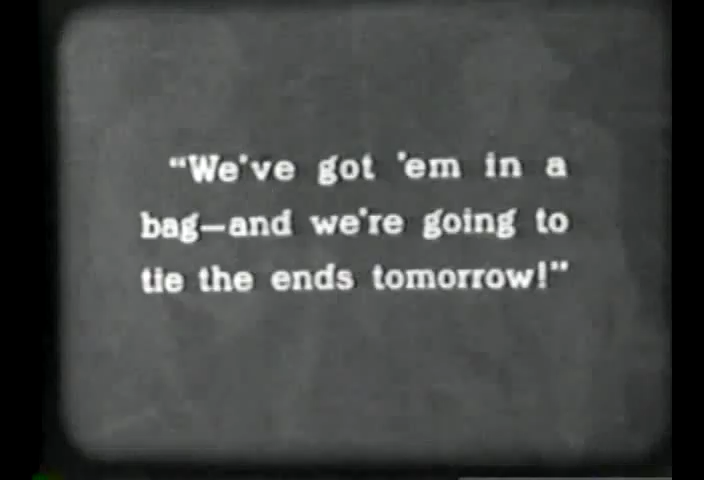 “We've got 'em in a
bag—and we're going to
tie the ends tomorrow!”